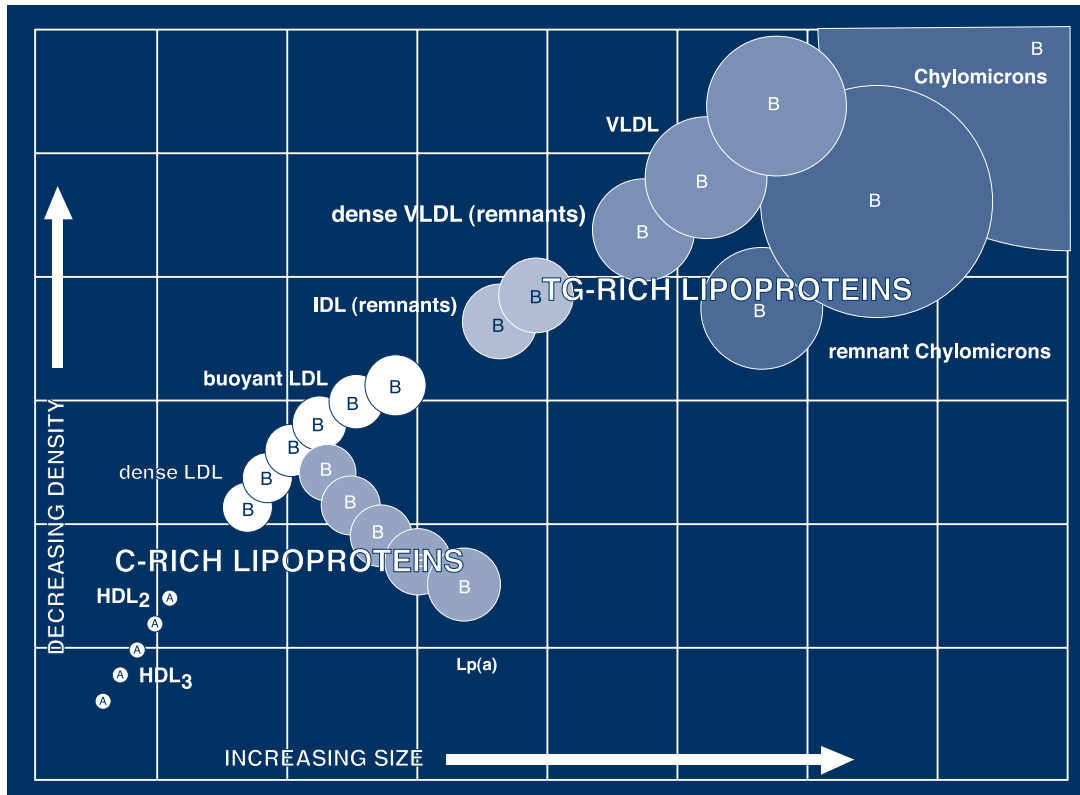 B
Chylomicrons
B
VLDL
B
B
B
dense VLDL (remnants)
B
TG-RICH LIPOPROTEINS
B
IDL (remnants)
B
B
remnant Chylomicrons
buoyant LDL
B
B
B
B
dense LDL
B
B
B
B
B
C-RICH LIPOPROTEINS
B
HDL2
A
A
A
HDL3
A
A
Lp(a)
DECREASING DENSITY
INCREASING SIZE